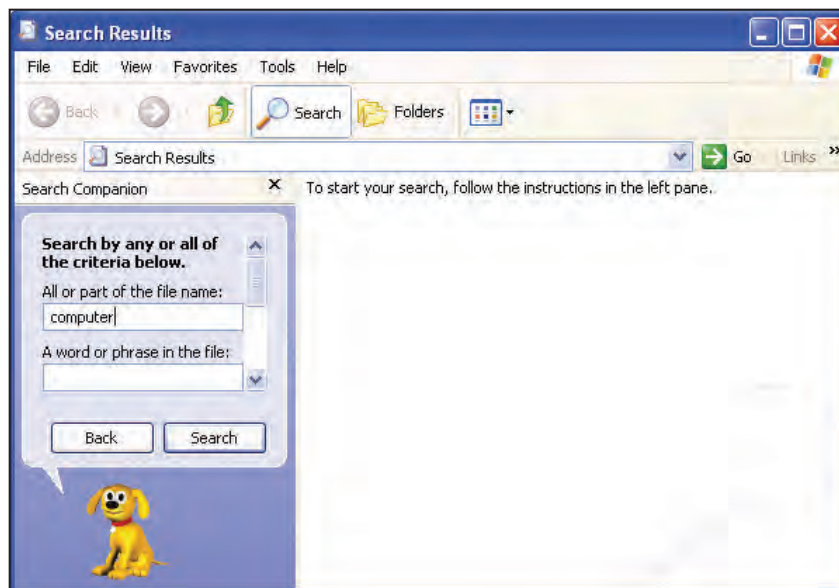 Search Results
File Edit View Favorites Tools Help
Back Search Folders
Address Search Results Go Links »
Search Companion To start your search, follow the instructions in the left pane.
Search by any or all of
the criteria below.
All or part of the file name:
computer
A word or phrase in the file:
Back Search